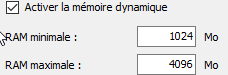 Activer la mémoire dynamique
RAM minimale : 1024 Mo
RAM maximale : 4096 Mo